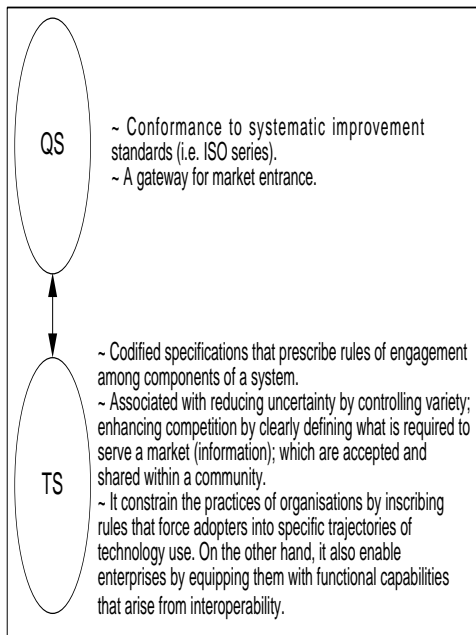 QS
~ Conformance to systematic improvement
standards (i.e. ISO series).
~ A gateway for market entrance.
TS
~ Codified specifications that prescribe rules of engagement
among components of a system.
~ Associated with reducing uncertainty by controlling variety;
enhancing competition by clearly defining what is required to
serve a market (information); which are accepted and
shared within a community.
~ It constrain the practices of organisations by inscribing
rules that force adopters into specific trajectories of
technology use. On the other hand, it also enable
enterprises by equipping them with functional capabilities
that arise from interoperability.